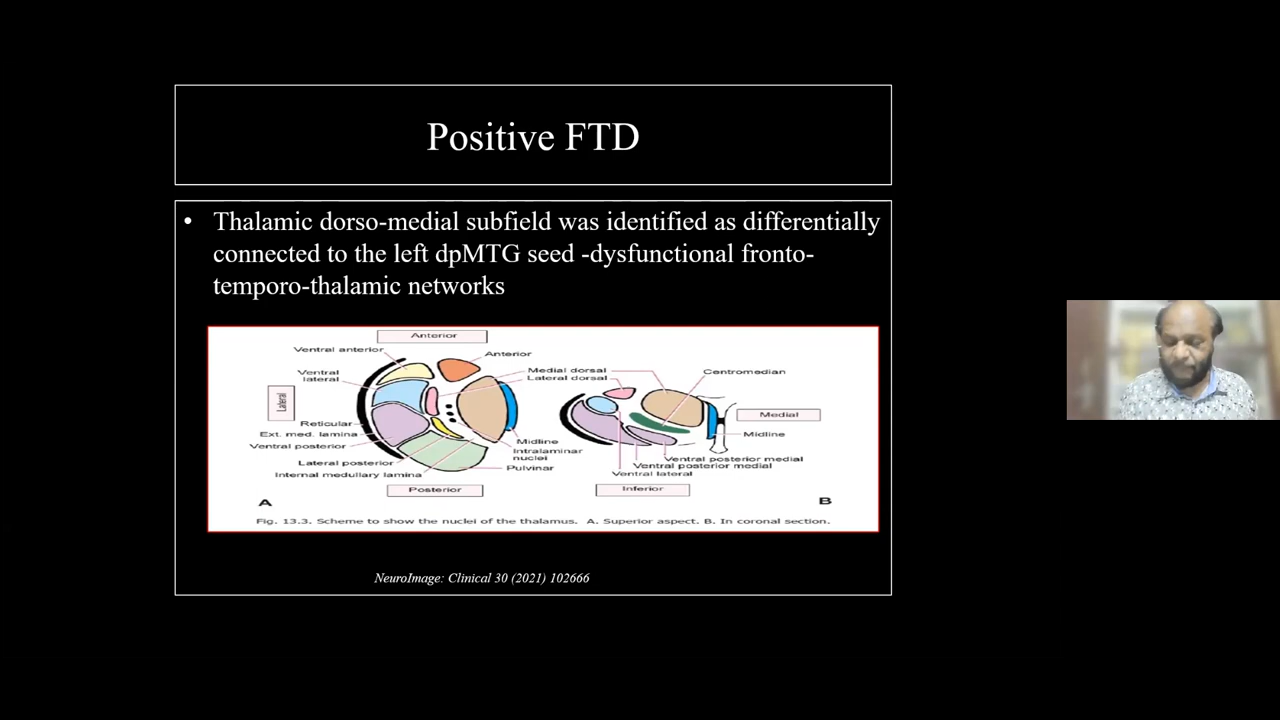 Positive FTD
• Thalamic dorso-medial subfield was identified as differentially
connected to the left dpMTG seed -dysfunctional fronto-
temporo-thalamic networks
Anterior
Ventral anterior
Anterior
Ventral
lateral
Medial dorsal
Lateral dorsal
Centromedian
Lateral
Medial
Reticular
Ext. med. lamina
Ventral posterior
Midline
Midline
Intralaminar
nuclei
Lateral posterior
Pulvinar
Internal medullary lamina
Ventral posterior medial
Ventral posterior medial
Ventral lateral
Posterior
Inferior
A
B
Fig. 13.3. Scheme to show the nuclei of the thalamus. A. Superior aspect. B. In coronal section.
NeuroImage: Clinical 30 (2021) 102666